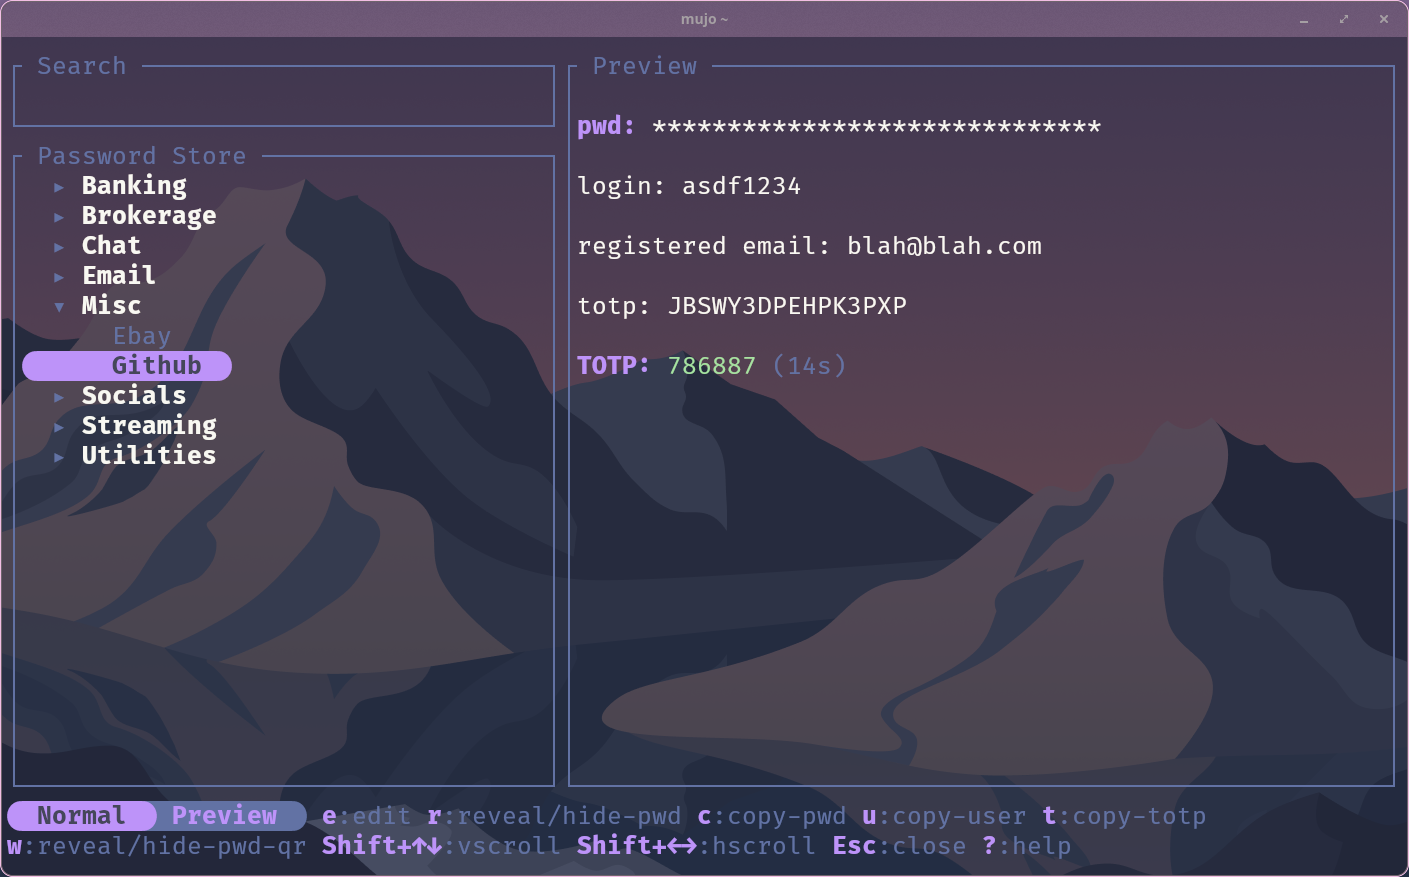 mujo ~
Search
Password Store
▸ Banking
▸ Brokerage
▸ Chat
▸ Email
▾ Misc
Ebay
Github
▸ Socials
▸ Streaming
▸ Utilities
Preview
pwd: ******************************
login: asdf1234
registered email: blah@blah.com
totp: JBSWY3DPEHPK3PXP
TOTP: 786887 (14s)
Normal Preview e:edit r:reveal/hide-pwd c:copy-pwd u:copy-user t:copy-totp
w:reveal/hide-pwd-qr Shift+↑↓:vscroll Shift+↔:hscroll Esc:close ?:help